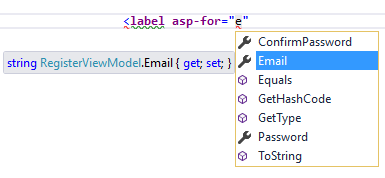 <label asp-for="e"
ConfirmPassword
string RegisterViewModel.Email { get; set; }
Email
Equals
GetHashCode
GetType
Password
ToString